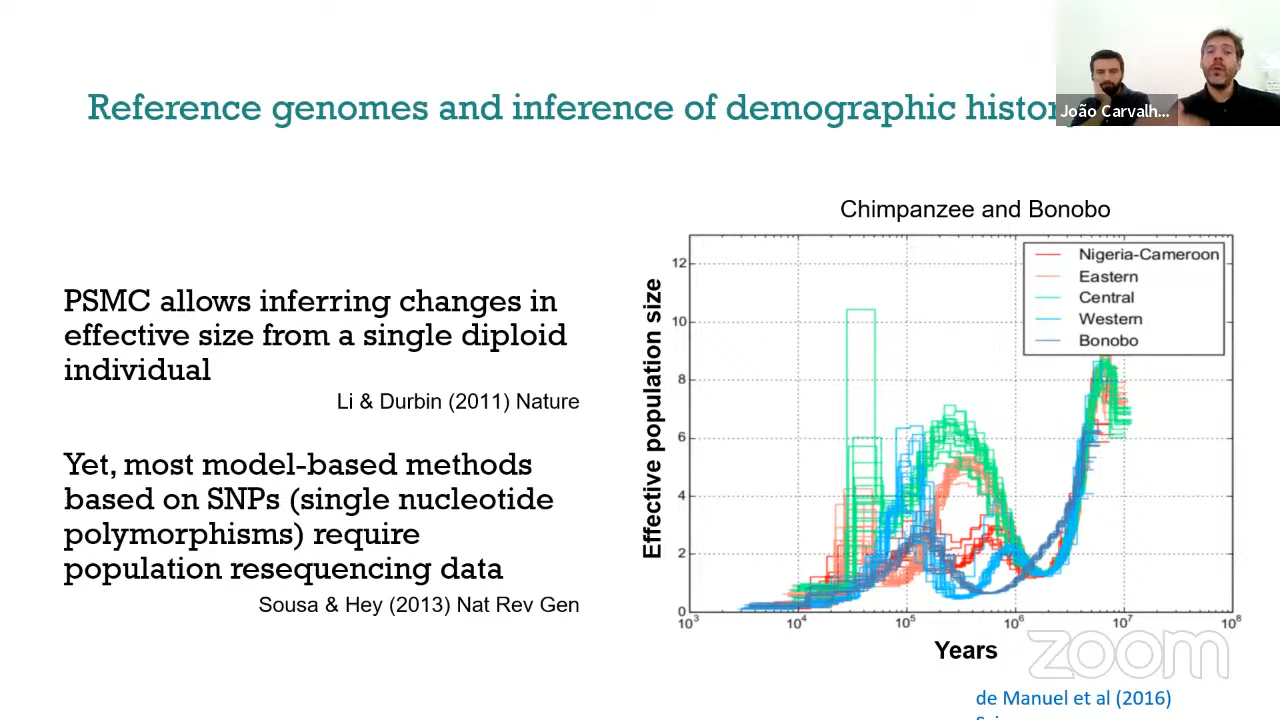 Reference genomes and inference of demographic histor
João Carvalh...
PSMC allows inferring changes in
effective size from a single diploid
individual
Li & Durbin (2011) Nature
Yet, most model-based methods
based on SNPs (single nucleotide
polymorphisms) require
population resequencing data
Sousa & Hey (2013) Nat Rev Gen
Chimpanzee and Bonobo
Nigeria-Cameroon
Eastern
Central
Western
Bonobo
Effective population size
12
10
8
6
4
2
0
10³ 10⁴ 10⁵ 10⁶ 10⁷ 10⁸
Years
zoom
de Manuel et al (2016)